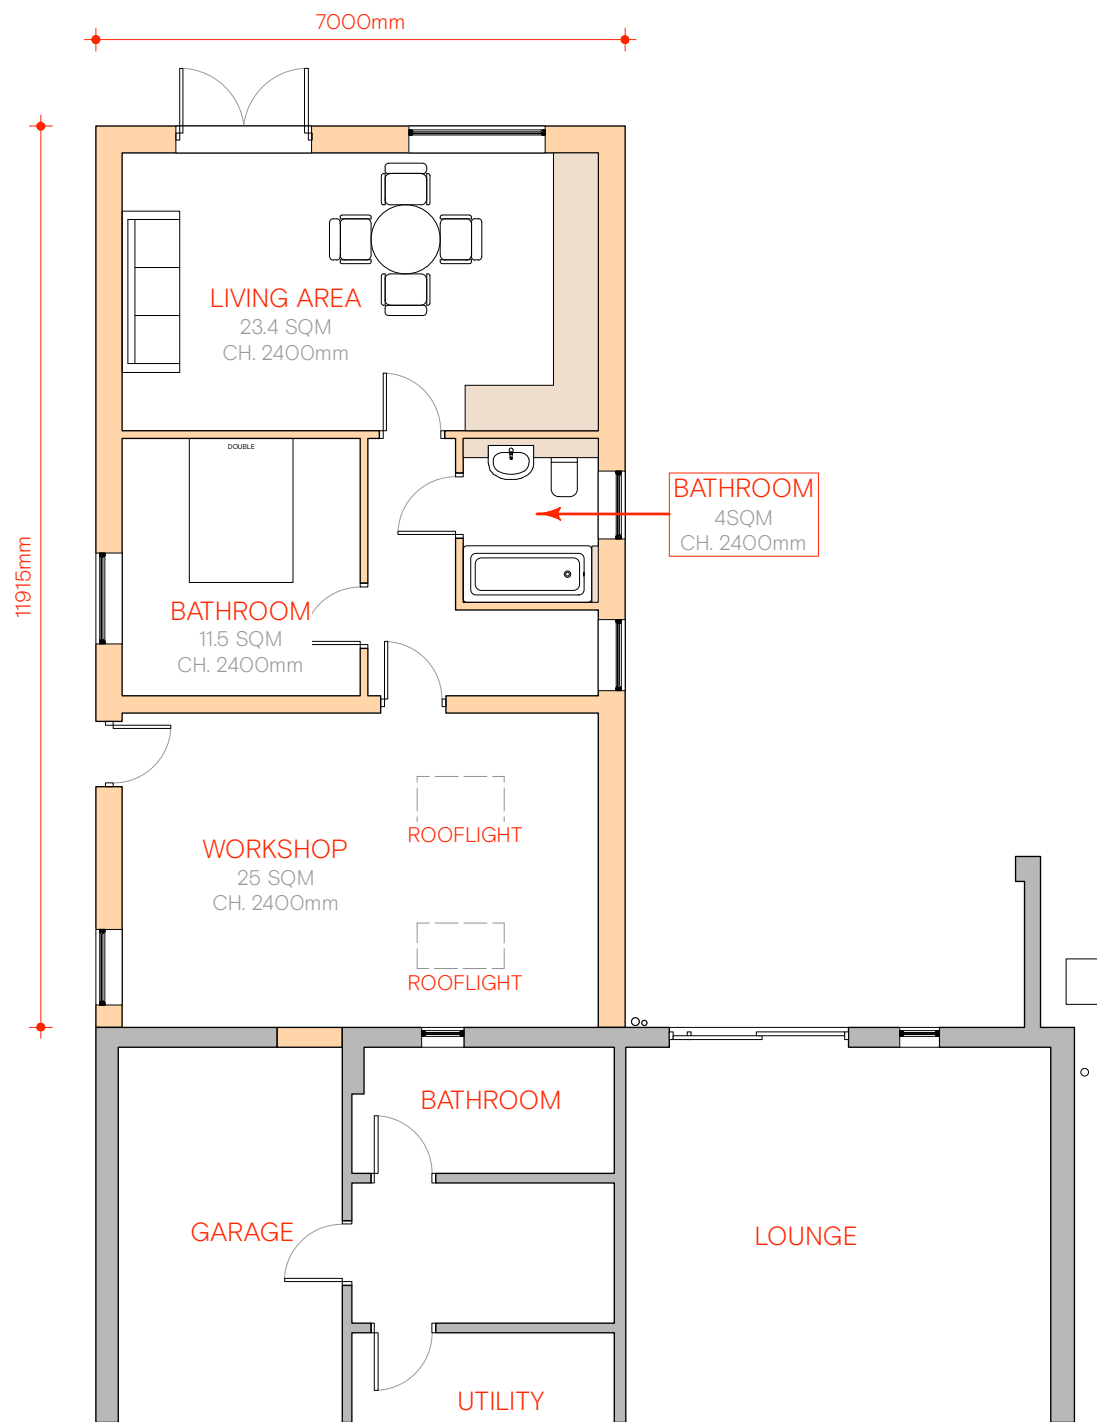 7000mm
11915mm
LIVING AREA
23.4 SQM
CH. 2400mm
DOUBLE
BATHROOM
4SQM
CH. 2400mm
BATHROOM
11.5 SQM
CH. 2400mm
ROOFLIGHT
WORKSHOP
25 SQM
CH. 2400mm
ROOFLIGHT
BATHROOM
GARAGE
LOUNGE
UTILITY